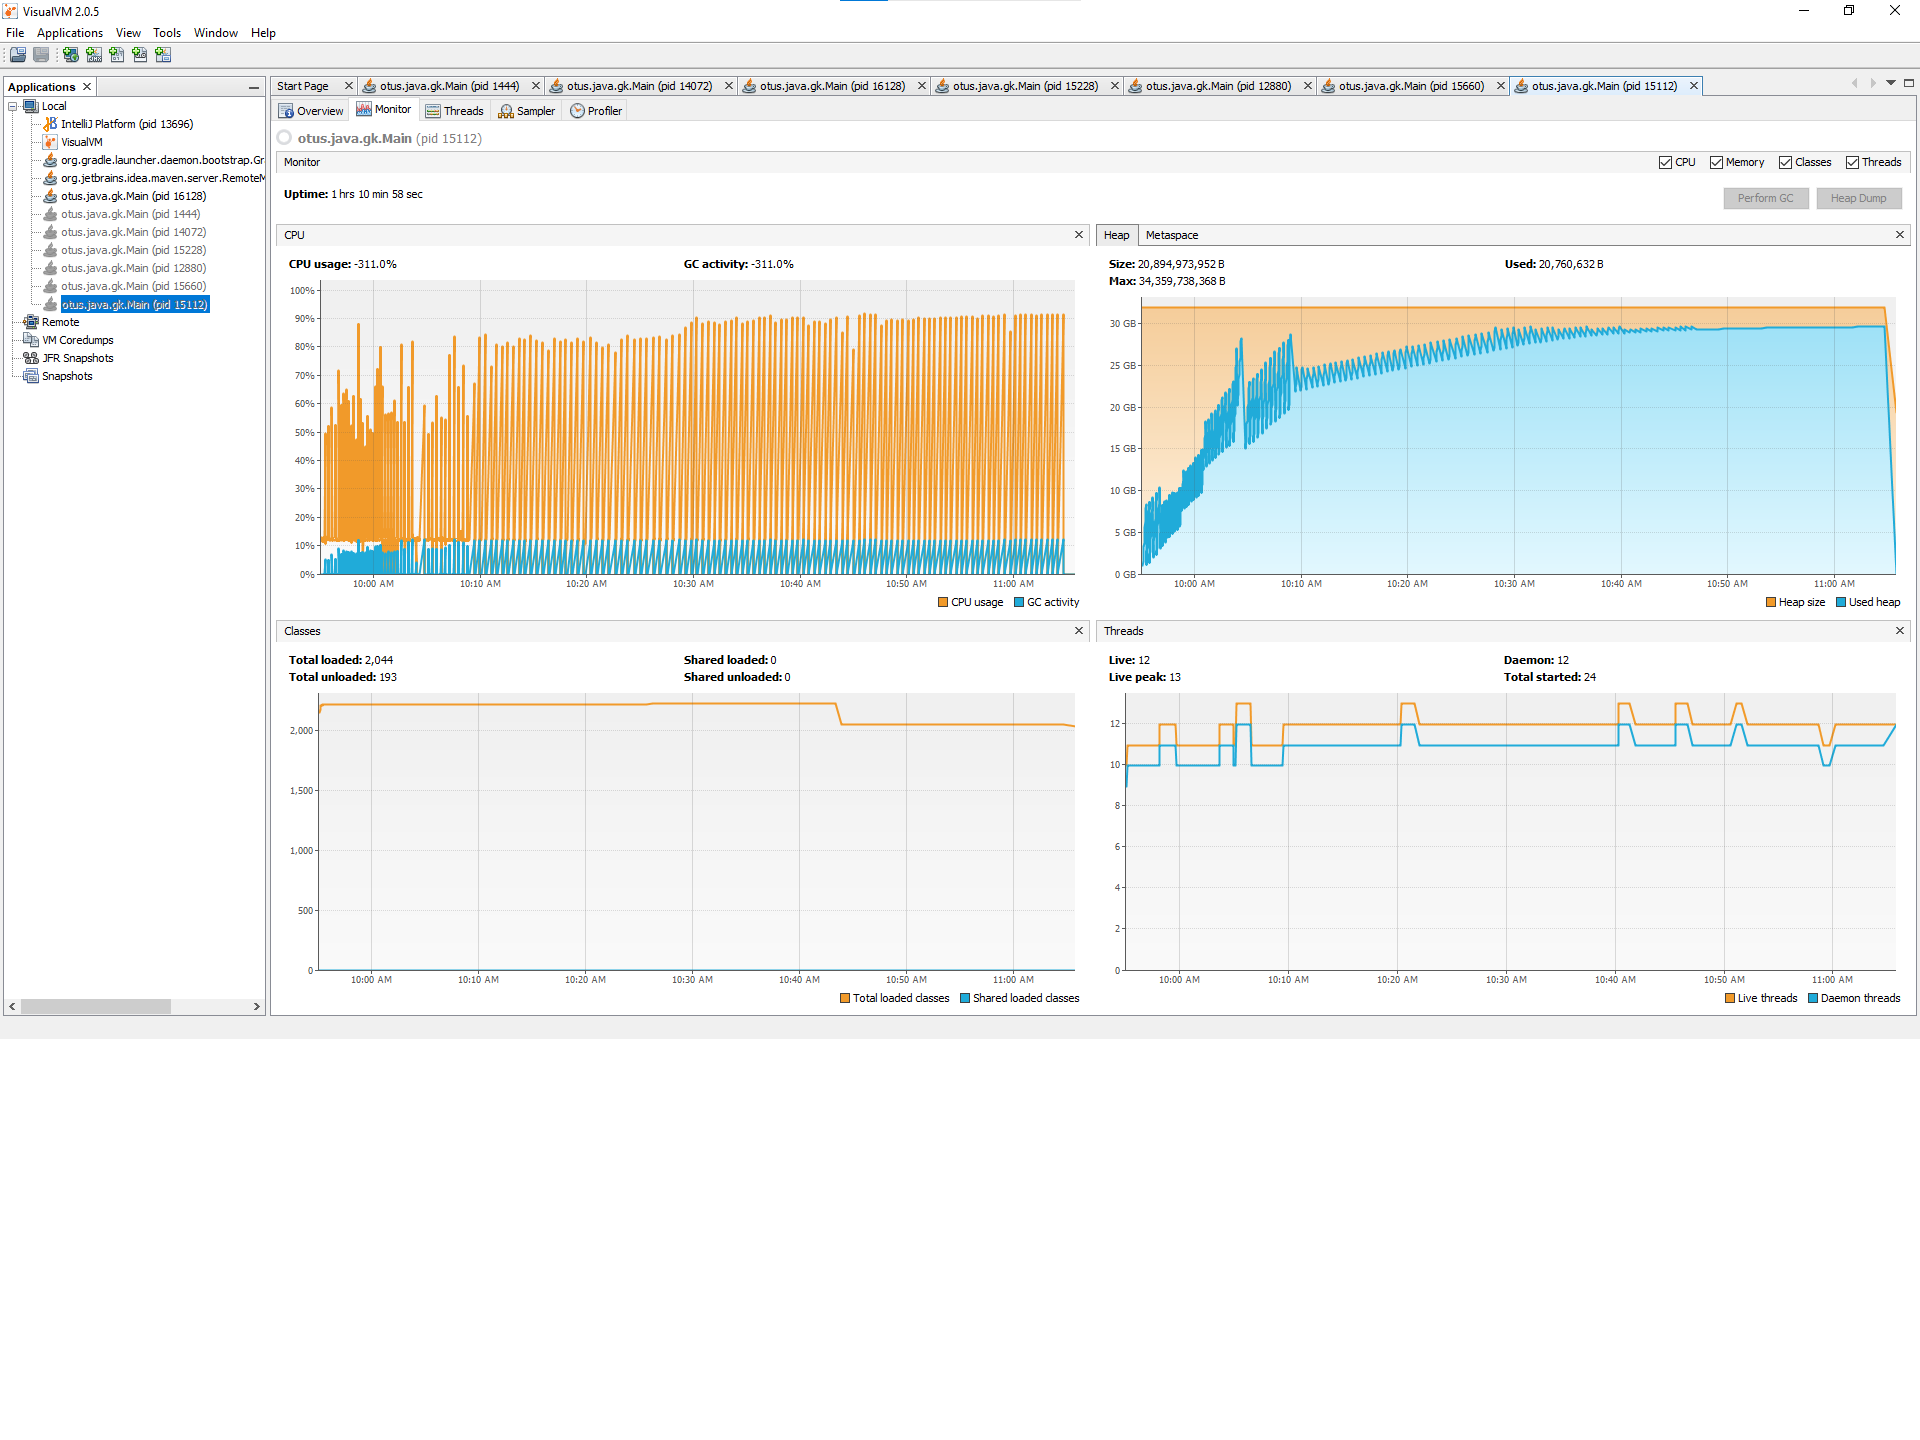 VisualVM 2.0.5
File Applications View Tools Window Help
Applications
Local
IntelliJ Platform (pid 13696)
VisualVM
org.gradle.launcher.daemon.bootstrap.Gr
org.jetbrains.idea.maven.server.RemoteM
otus.java.gk.Main (pid 16128)
otus.java.gk.Main (pid 1444)
otus.java.gk.Main (pid 14072)
otus.java.gk.Main (pid 15228)
otus.java.gk.Main (pid 12880)
otus.java.gk.Main (pid 15660)
otus.java.gk.Main (pid 15112)
Remote
VM Coredumps
JFR Snapshots
Snapshots
Start Page otus.java.gk.Main (pid 1444) otus.java.gk.Main (pid 14072) otus.java.gk.Main (pid 16128) otus.java.gk.Main (pid 15228) otus.java.gk.Main (pid 12880) otus.java.gk.Main (pid 15660) otus.java.gk.Main (pid 15112)
Overview Monitor Threads Sampler Profiler
otus.java.gk.Main (pid 15112)
Monitor CPU Memory Classes Threads
Uptime: 1 hrs 10 min 58 sec Perform GC Heap Dump
CPU
CPU usage: -311.0% GC activity: -311.0%
100%
90%
80%
70%
60%
50%
40%
30%
20%
10%
0%
10:00 AM 10:10 AM 10:20 AM 10:30 AM 10:40 AM 10:50 AM 11:00 AM
CPU usage GC activity
Heap Metaspace
Size: 20,894,973,952 B Used: 20,760,632 B
Max: 34,359,738,368 B
30 GB
25 GB
20 GB
15 GB
10 GB
5 GB
0 GB
10:00 AM 10:10 AM 10:20 AM 10:30 AM 10:40 AM 10:50 AM 11:00 AM
Heap size Used heap
Classes
Total loaded: 2,044 Shared loaded: 0
Total unloaded: 193 Shared unloaded: 0
2,000
1,500
1,000
500
0
10:00 AM 10:10 AM 10:20 AM 10:30 AM 10:40 AM 10:50 AM 11:00 AM
Total loaded classes Shared loaded classes
Threads
Live: 12 Daemon: 12
Live peak: 13 Total started: 24
12
10
8
6
4
2
0
10:00 AM 10:10 AM 10:20 AM 10:30 AM 10:40 AM 10:50 AM 11:00 AM
Live threads Daemon threads